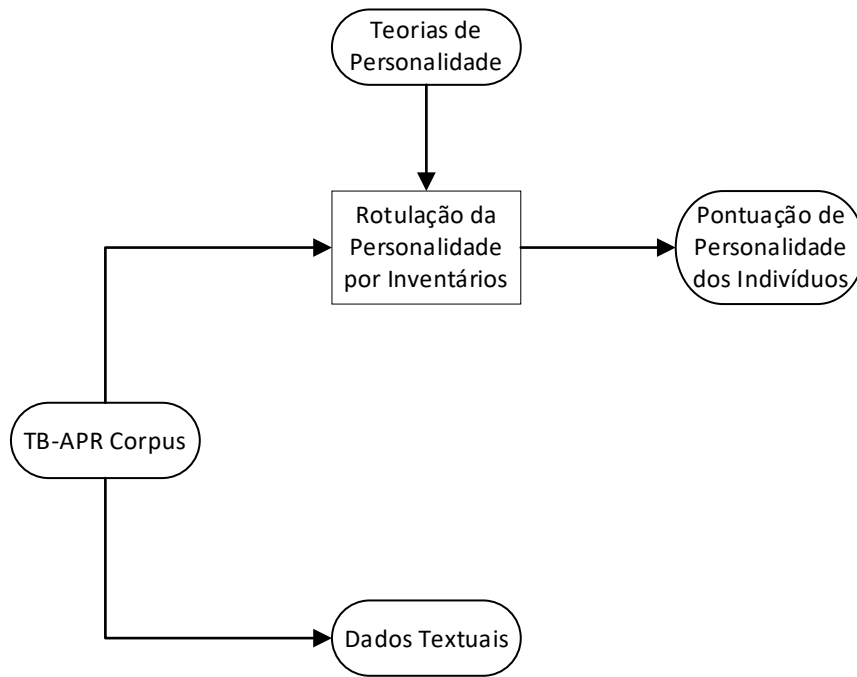 Teorias de
Personalidade
Rotulação da
Personalidade
por Inventários
Pontuação de
Personalidade
dos Indivíduos
TB-APR Corpus
Dados Textuais